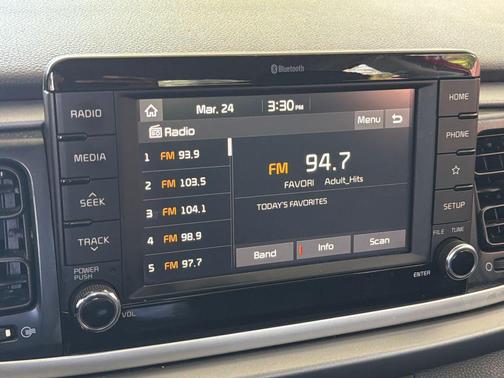 Bluetooth
RADIO
MEDIA
SEEK
TRACK
POWER
PUSH
VOL
Mar. 24 3:30 PM
Radio Menu
1 FM 93.9
2 FM 103.5
3 FM 104.1
4 FM 98.9
5 FM 97.7
FM 94.7
FAVORI Adult_Hits
TODAY'S FAVORITES
Band Info Scan
HOME
PHONE
SETUP
FILE TUNE
ENTER